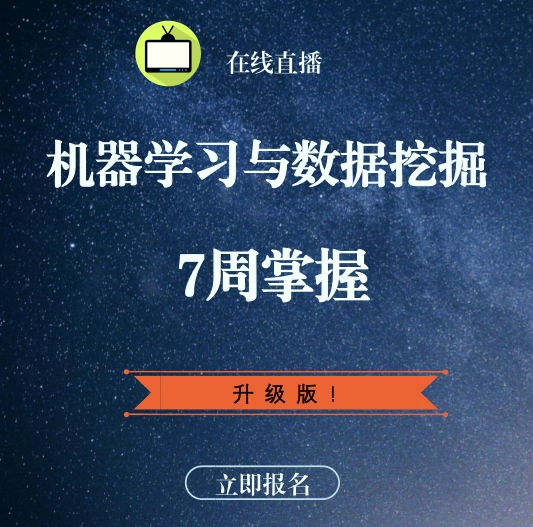 在线直播
机器学习与数据挖掘
7周掌握
升级版！
立即报名